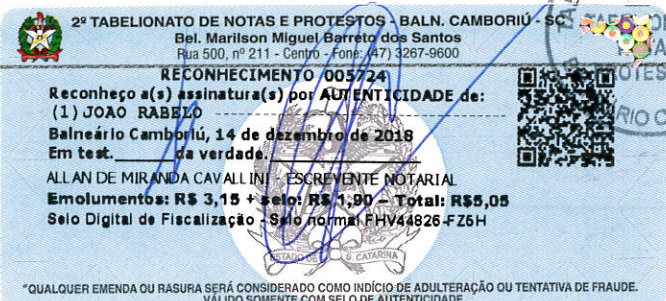 2º TABELIONATO DE NOTAS E PROTESTOS - BALN. CAMBORIÚ - SC
Bel. Marilson Miguel Barreto dos Santos
Rua 500, nº 211 - Centro - Fone: (47) 3267-9600
RECONHECIMENTO 005724
Reconheço a(s) assinatura(s) por AUTENTICIDADE de:
(1) JOAO RABELO
Balneário Camboriú, 14 de dezembro de 2018
Em test.______da verdade.
ALLAN DE MIRANDA CAVALLINI - ESCREVENTE NOTARIAL
Emolumentos: R$ 3,15 + selo: R$ 1,90 – Total: R$5,05
Selo Digital de Fiscalização - Selo normal FHV44826-FZ6H
ESTADO DE S. CATARINA
"QUALQUER EMENDA OU RASURA SERÁ CONSIDERADO COMO INDÍCIO DE ADULTERAÇÃO OU TENTATIVA DE FRAUDE.
VÁLIDO SOMENTE COM SELO DE AUTENTICIDADE